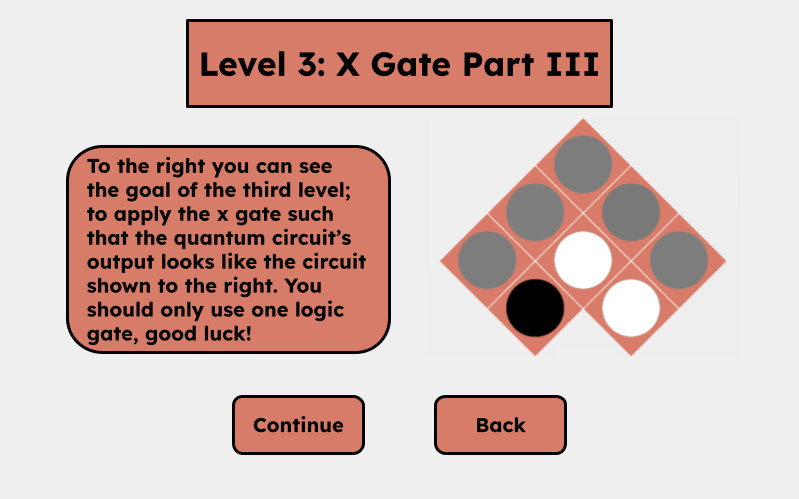 Level 3: X Gate Part III
To the right you can see
the goal of the third level;
to apply the x gate such
that the quantum circuit’s
output looks like the circuit
shown to the right. You
should only use one logic
gate, good luck!
Continue
Back